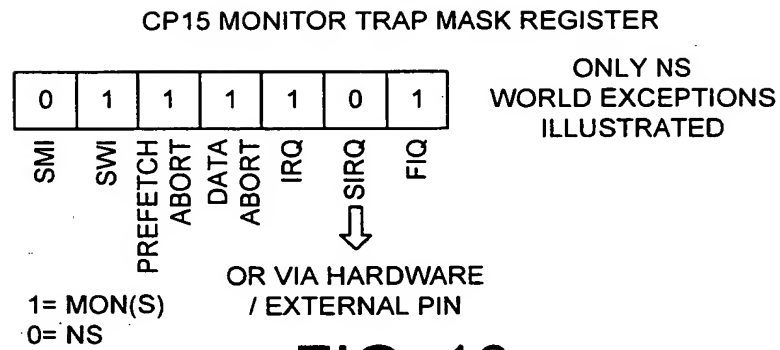 CP15 MONITOR TRAP MASK REGISTER
ONLY NS
WORLD EXCEPTIONS
ILLUSTRATED
0 1 1 1 1 0 1
SMI
SWI
PREFETCH
ABORT
DATA
ABORT
IRQ
SIRQ
FIQ
OR VIA HARDWARE
/ EXTERNAL PIN
1= MON(S)
0= NS